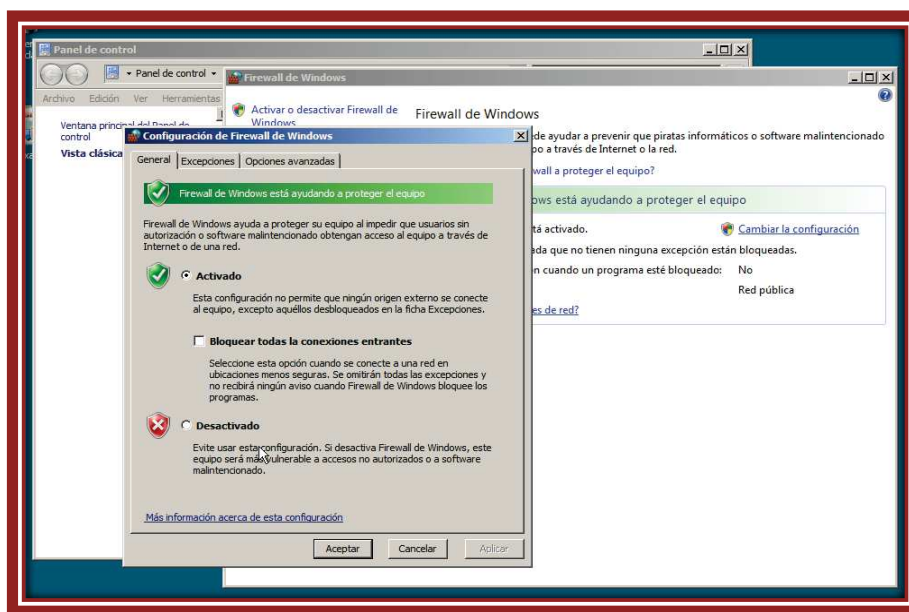 Panel de control
Panel de control
Archivo Edición Ver Herramientas
Ventana principal del Panel de
control
Vista clásica
Firewall de Windows
Activar o desactivar Firewall de
Windows
Firewall de Windows
de ayudar a prevenir que piratas informáticos o software malintencionado
po a través de Internet o la red.
wall a proteger el equipo?
ows está ayudando a proteger el equipo
tá activado.
Cambiar la configuración
ada que no tienen ninguna excepción están bloqueadas.
n cuando un programa esté bloqueado: No
Red pública
es de red?
Configuración de Firewall de Windows
General Excepciones Opciones avanzadas
Firewall de Windows está ayudando a proteger el equipo
Firewall de Windows ayuda a proteger su equipo al impedir que usuarios sin
autorización o software malintencionado obtengan acceso al equipo a través de
Internet o de una red.
Activado
Esta configuración no permite que ningún origen externo se conecte
al equipo, excepto aquéllos desbloqueados en la ficha Excepciones.
Bloquear todas la conexiones entrantes
Seleccione esta opción cuando se conecte a una red en
ubicaciones menos seguras. Se omitirán todas las excepciones y
no recibirá ningún aviso cuando Firewall de Windows bloquee los
programas.
Desactivado
Evite usar esta configuración. Si desactiva Firewall de Windows, este
equipo será más vulnerable a accesos no autorizados o a software
malintencionado.
Más información acerca de esta configuración
Aceptar Cancelar Aplicar